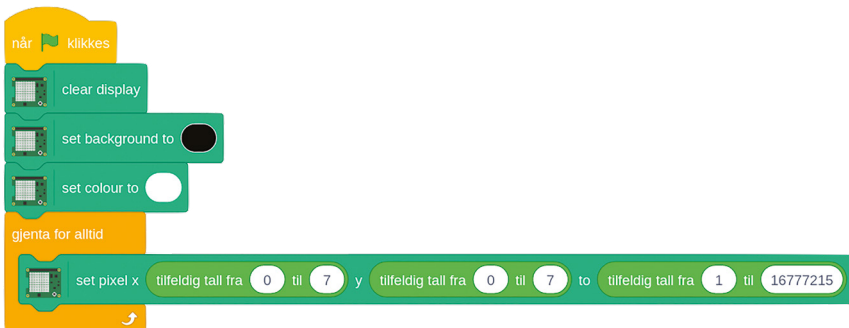 når klikkes
clear display
set background to
set colour to
gjenta for alltid
set pixel x tilfeldig tall fra 0 til 7 y tilfeldig tall fra 0 til 7 to tilfeldig tall fra 1 til 16777215